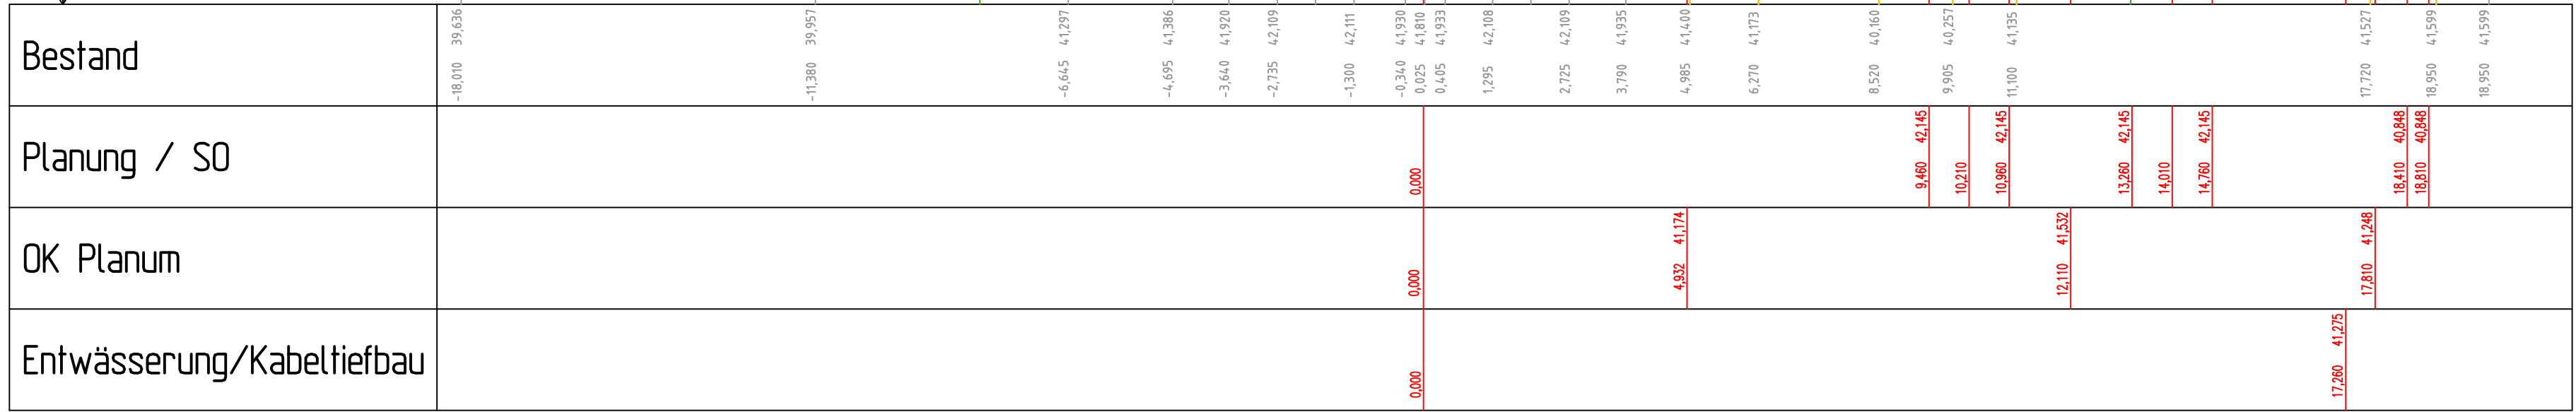 Bestand
39,636 39,957 41,297 41,386 41,920 42,109 42,111 41,930 41,810 41,933 42,108 42,109 41,935 41,400 41,173 40,160 40,257 41,135 41,527 41,599 41,599
-18,010 -11,380 -6,645 -4,695 -3,640 -2,735 -1,300 -0,340 0,025 0,405 1,295 2,725 3,790 4,985 6,270 8,520 9,905 11,100 17,720 18,950 18,950
Planung / SO
42,145 42,145 42,145 42,145 40,848 40,848
0,000 9,460 10,210 10,960 13,260 14,010 14,760 18,410 18,810
OK Planum
41,174 41,532 41,248
0,000 4,932 12,110 17,810
Entwässerung/Kabeltiefbau
41,275
0,000 17,260